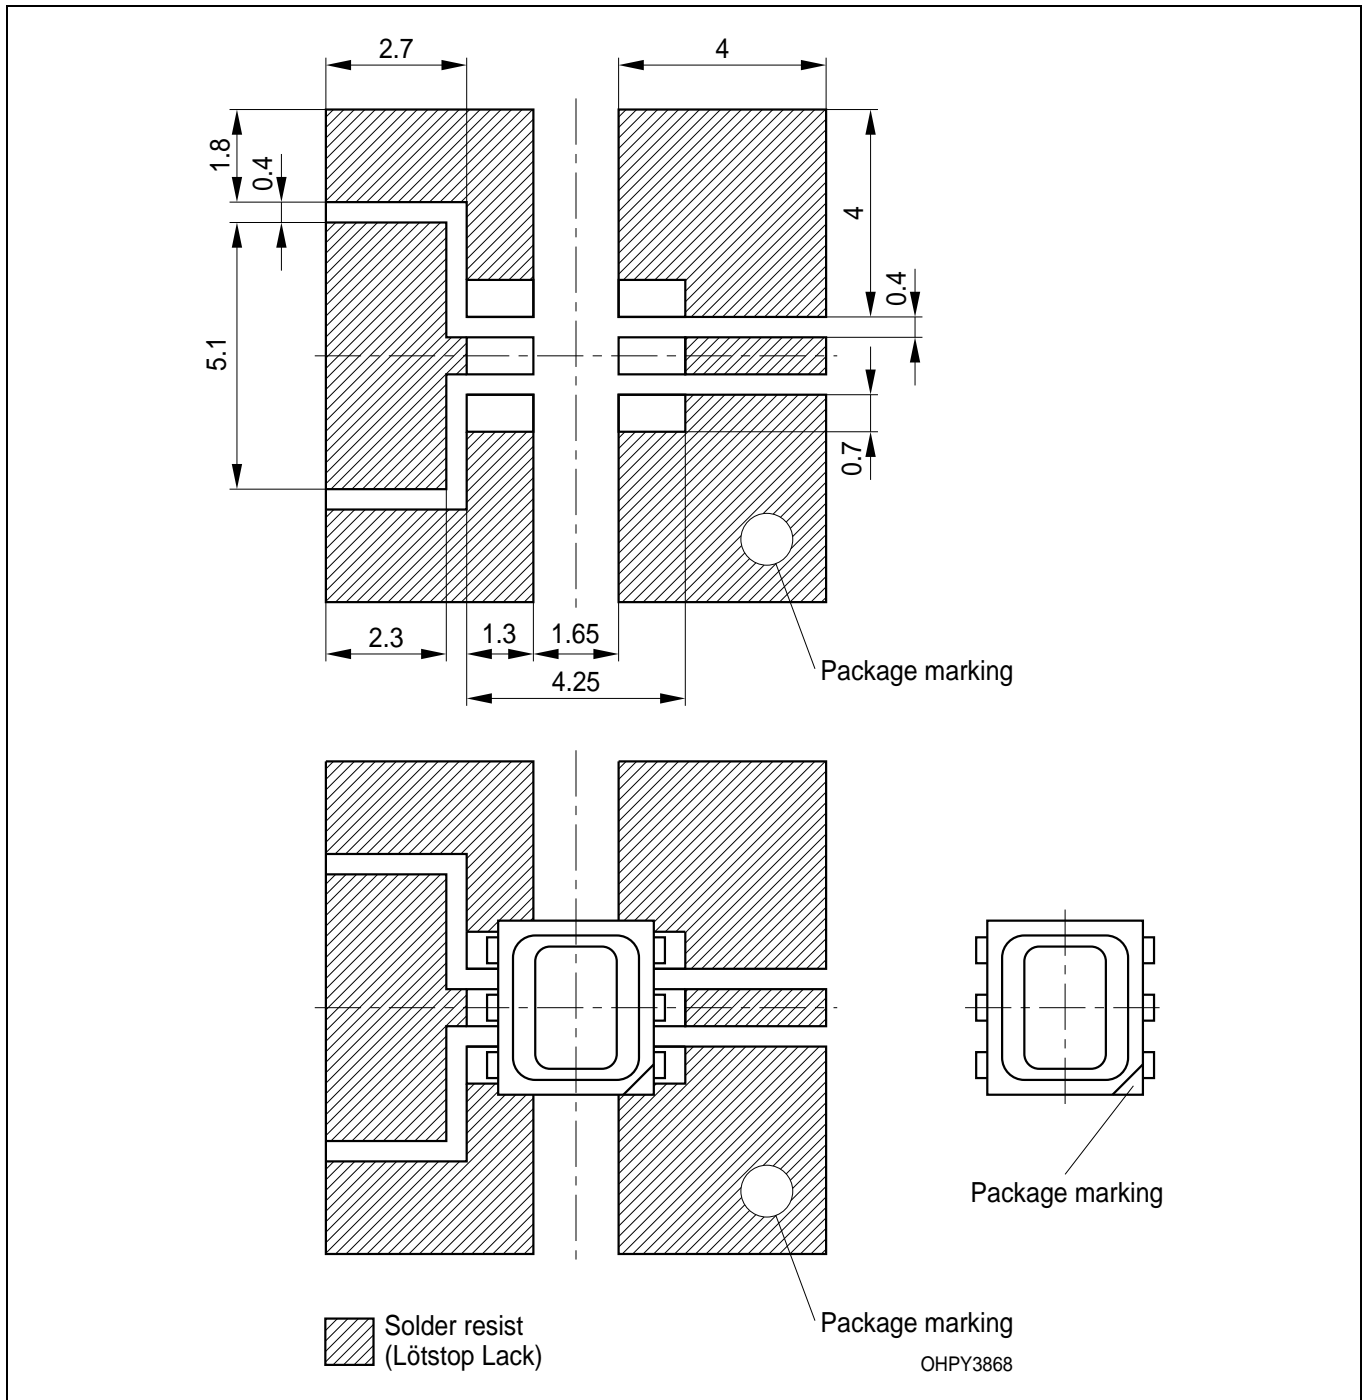 2.7
4
1.8
0.4
4
0.4
5.1
0.7
2.3
1.3
1.65
4.25
Package marking
Package marking
Package marking
Solder resist
(Lötstop Lack)
OHPY3868